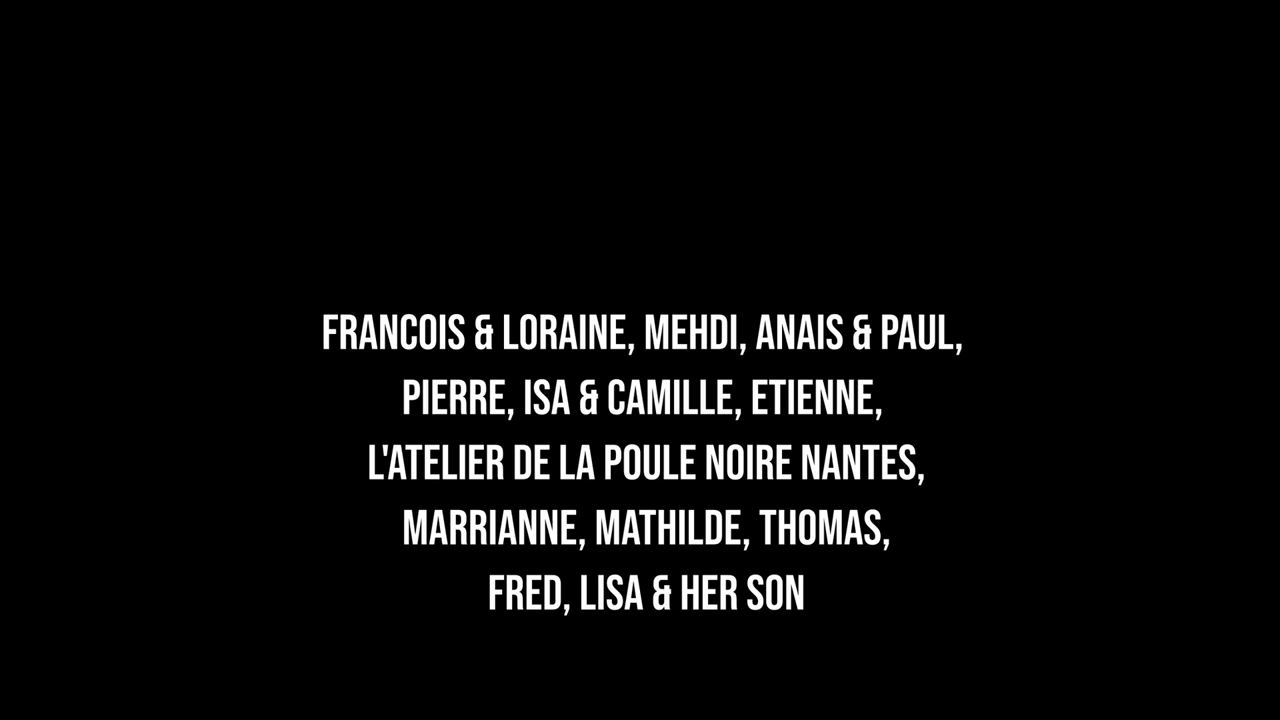 FRANCOIS & LORAINE, MEHDI, ANAIS & PAUL,
PIERRE, ISA & CAMILLE, ETIENNE,
L'ATELIER DE LA POULE NOIRE NANTES,
MARRIANNE, MATHILDE, THOMAS,
FRED, LISA & HER SON